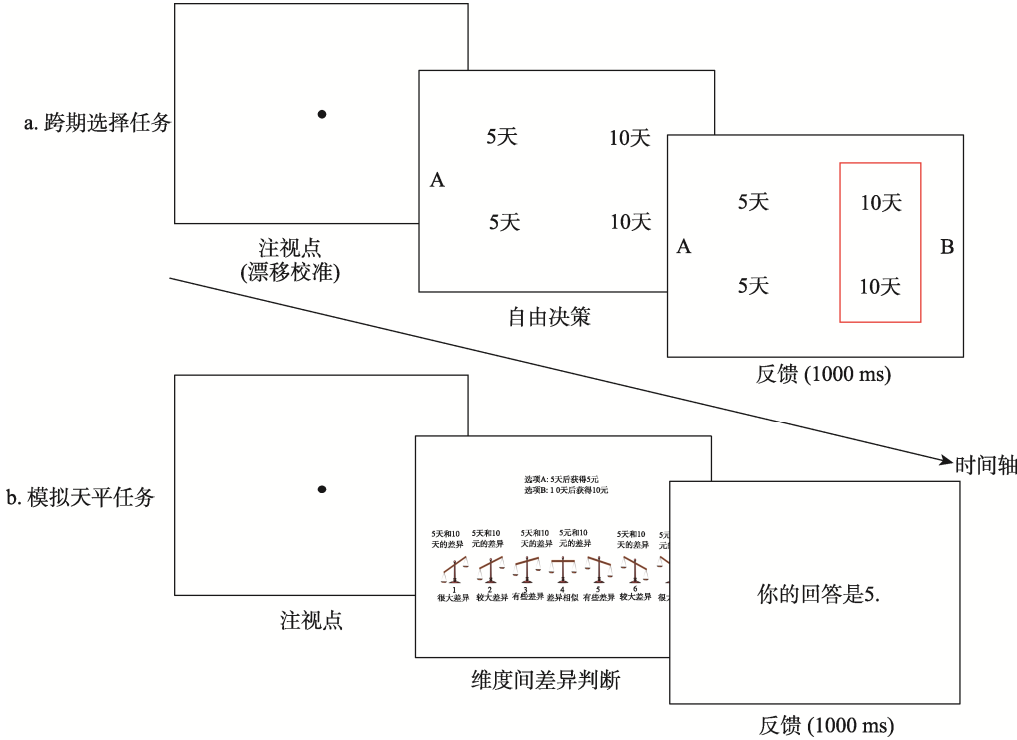 a. 跨期选择任务
注视点
(漂移校准)
5天 10天
A
5天 10天
自由决策
5天 10天
A B
5天 10天
反馈 (1000 ms)
时间轴
b. 模拟天平任务
注视点
选项A: 5天后获得5元
选项B: 1 0天后获得10元
5天和10 5天和10 5天和10 5元和10 5天和10 5元
天的差异 元的差异 天的差异 元的差异 天的差异 元的
1 2 3 4 5 6
很大差异 较大差异 有些差异 差异相似 有些差异 较大差异 很
维度间差异判断
你的回答是5.
反馈 (1000 ms)